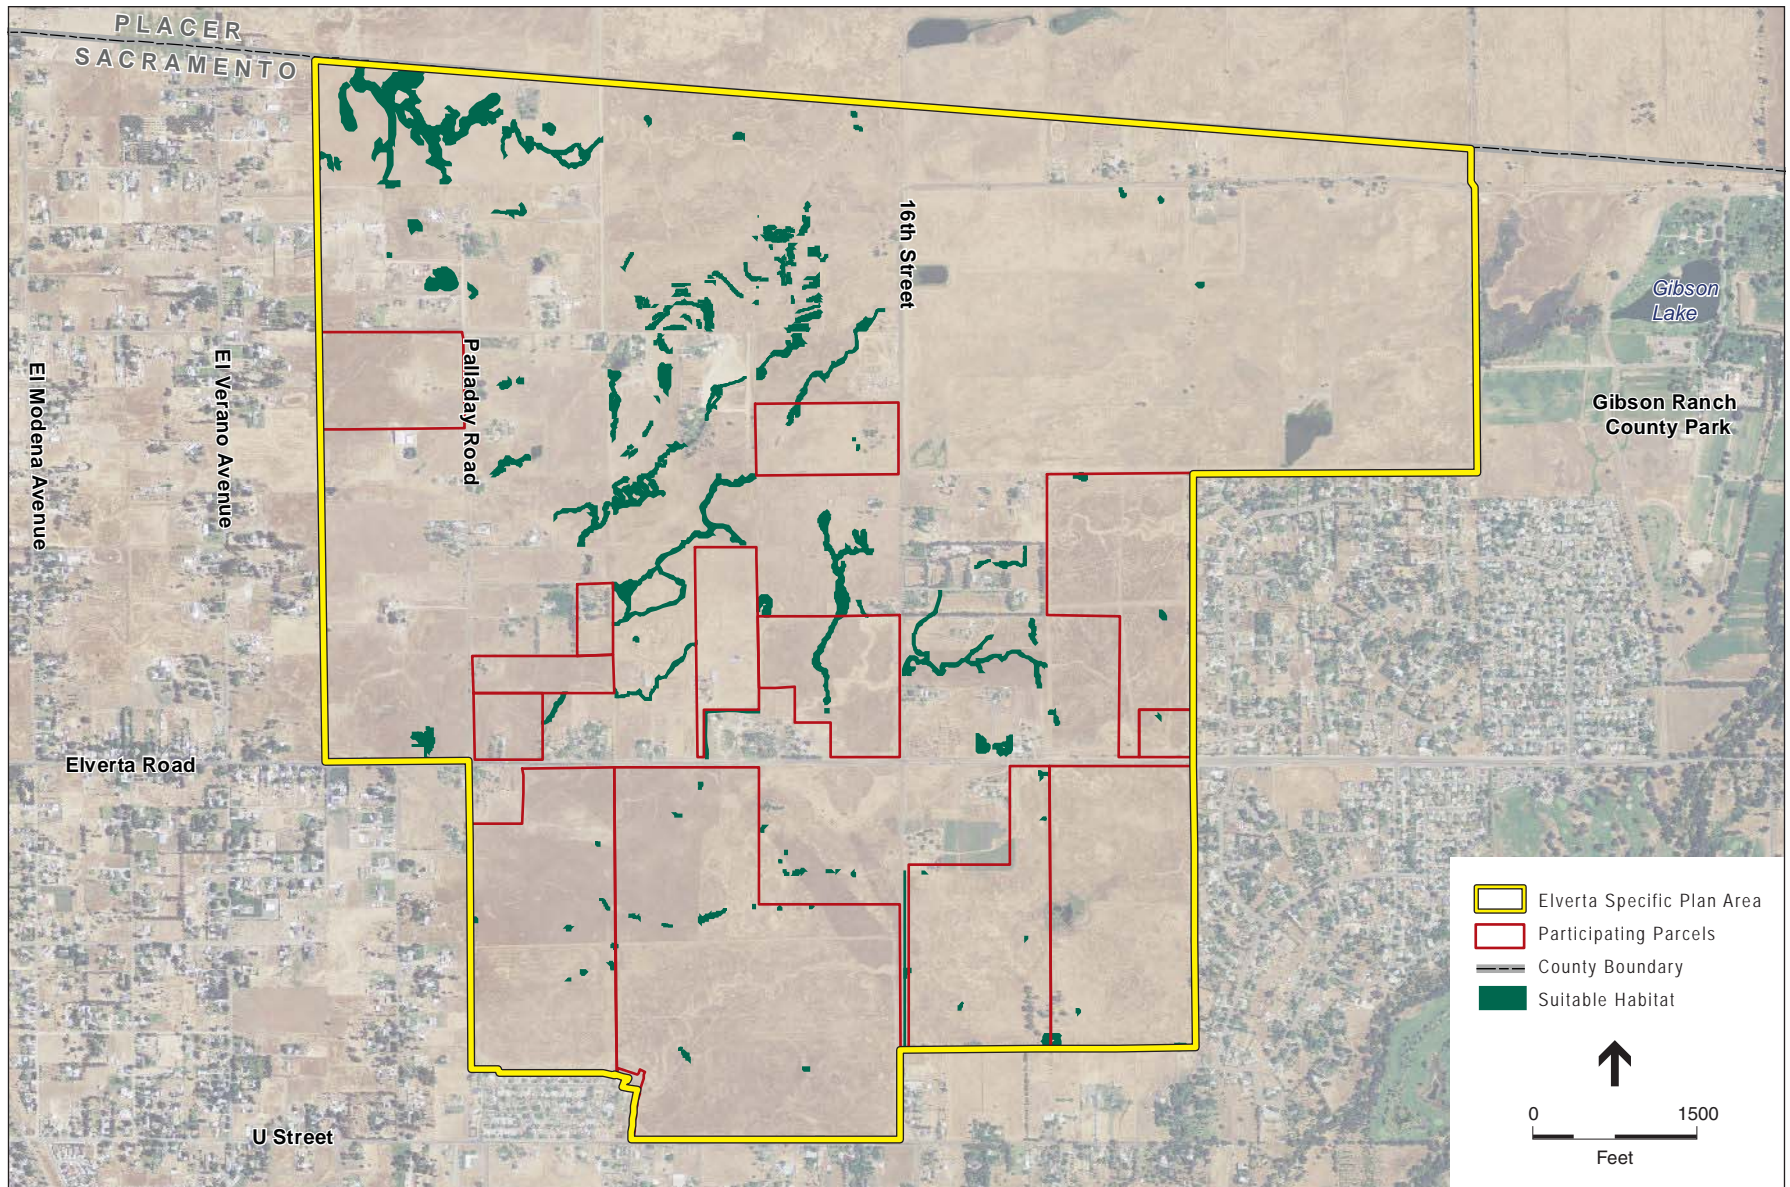 PLACER
SACRAMENTO
16th Street
Gibson
Lake
Palladay Road
El Verano Avenue
El Modena Avenue
Gibson Ranch
County Park
Elverta Road
U Street
Elverta Specific Plan Area
Participating Parcels
County Boundary
Suitable Habitat
0 1500
Feet